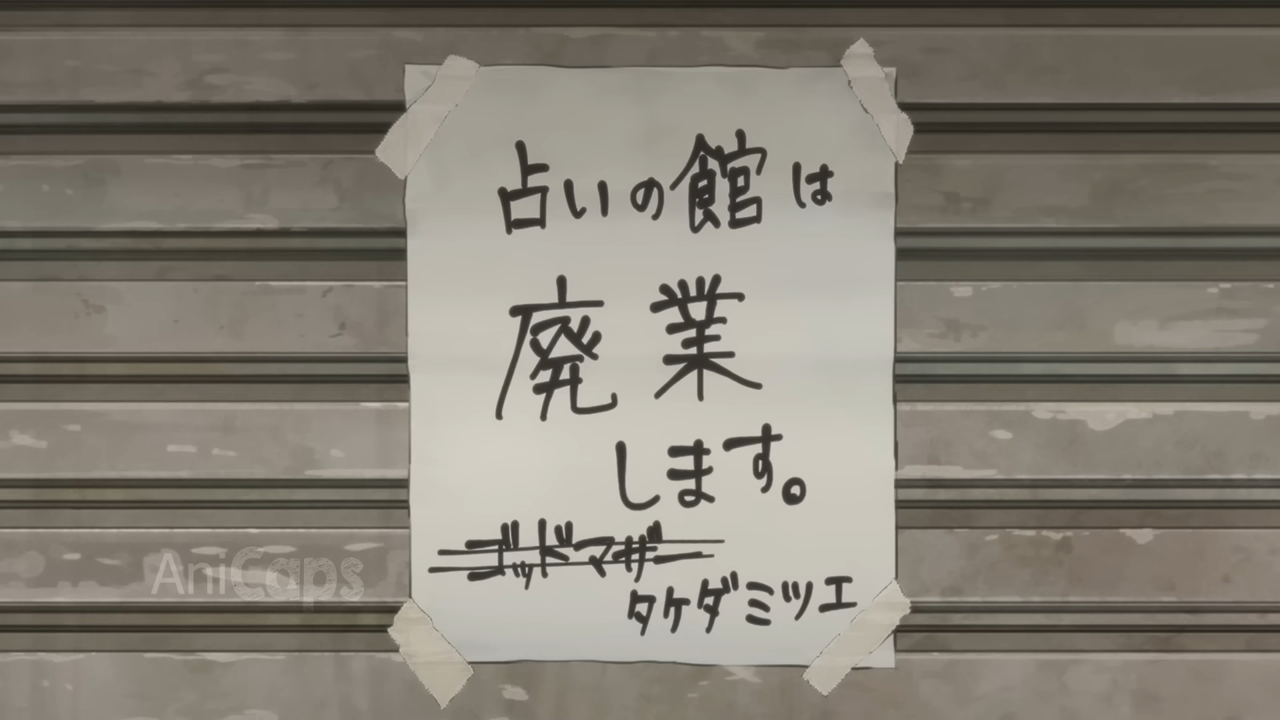 占いの館は
廃業
します。
ゴッドマザー
タケダミツエ
AniCaps